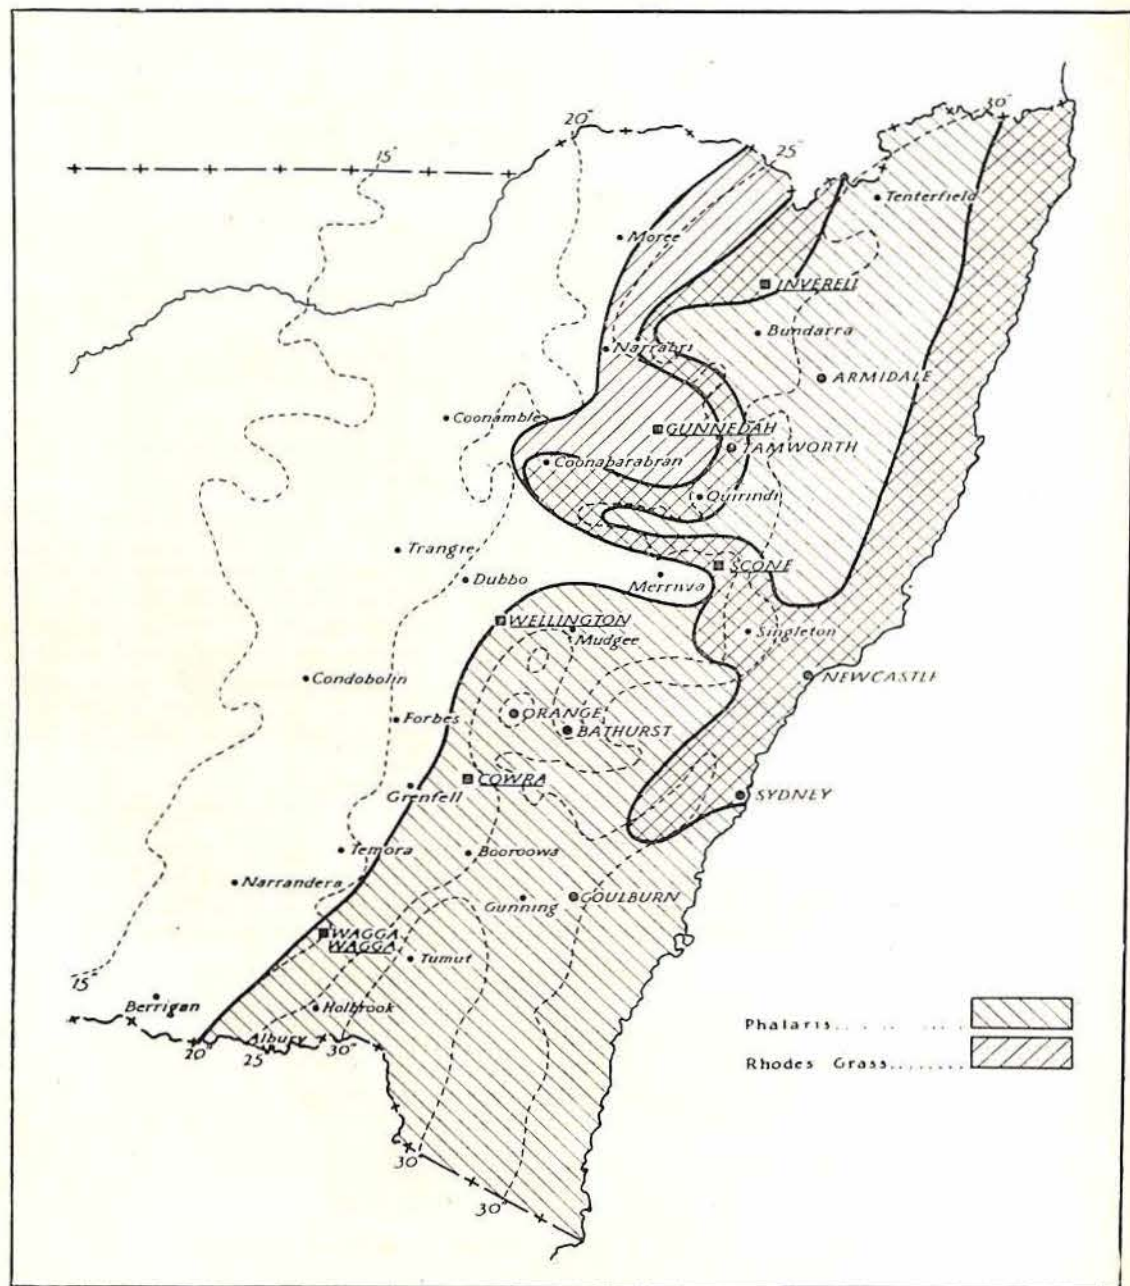 20"
15"
30"
25"
Tenterfield
Moree
INVERELL
Bundarra
Narrabri
ARMIDALE
Coonamble
GUNNEDAH
TAMWORTH
Coonabarabran
Quirindi
Trangie
SCONE
Dubbo
Merriwa
WELLINGTON
Mudgee
Singleton
Condobolin
NEWCASTLE
ORANGE
Forbes
BATHURST
COWRA
Grenfell
SYDNEY
Temora
Booroowa
Narrandera
Gunning
GOULBURN
WAGGA
WAGGA
Tumut
15"
Berrigan
Holbrook
Phalaris
Albury
20"
25"
30"
Rhodes Grass
30"
30"